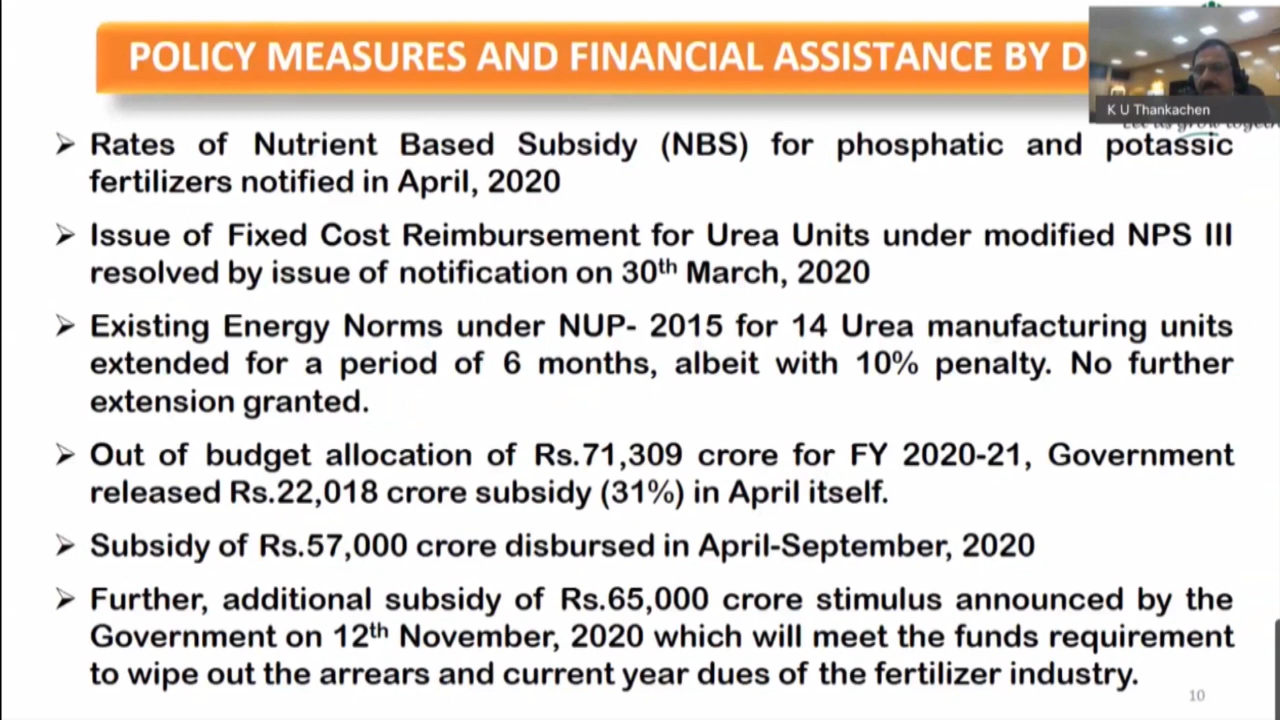 POLICY MEASURES AND FINANCIAL ASSISTANCE BY D
K U Thankachen
➢ Rates of Nutrient Based Subsidy (NBS) for phosphatic and potassic
fertilizers notified in April, 2020
➢ Issue of Fixed Cost Reimbursement for Urea Units under modified NPS III
resolved by issue of notification on 30th March, 2020
➢ Existing Energy Norms under NUP- 2015 for 14 Urea manufacturing units
extended for a period of 6 months, albeit with 10% penalty. No further
extension granted.
➢ Out of budget allocation of Rs.71,309 crore for FY 2020-21, Government
released Rs.22,018 crore subsidy (31%) in April itself.
➢ Subsidy of Rs.57,000 crore disbursed in April-September, 2020
➢ Further, additional subsidy of Rs.65,000 crore stimulus announced by the
Government on 12th November, 2020 which will meet the funds requirement
to wipe out the arrears and current year dues of the fertilizer industry.
10